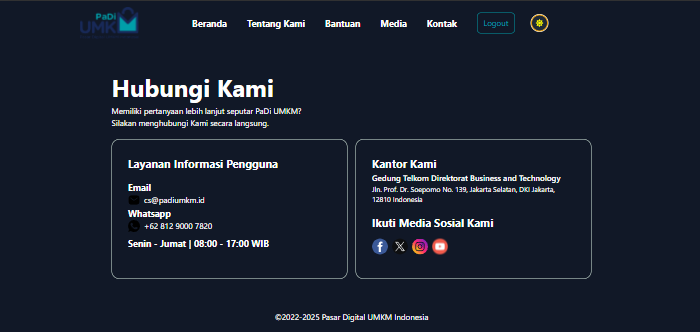 PaDi
UMKM
Beranda
Tentang Kami
Bantuan
Media
Kontak
Logout
Hubungi Kami
Memiliki pertanyaan lebih lanjut seputar PaDi UMKM?
Silakan menghubungi Kami secara langsung.
Layanan Informasi Pengguna
Email
cs@padiumkm.id
Whatsapp
+62 812 9000 7820
Senin - Jumat | 08:00 - 17:00 WIB
Kantor Kami
Gedung Telkom Direktorat Business and Technology
Jln. Prof. Dr. Soepomo No. 139, Jakarta Selatan, DKI Jakarta,
12810 Indonesia
Ikuti Media Sosial Kami
©2022-2025 Pasar Digital UMKM Indonesia